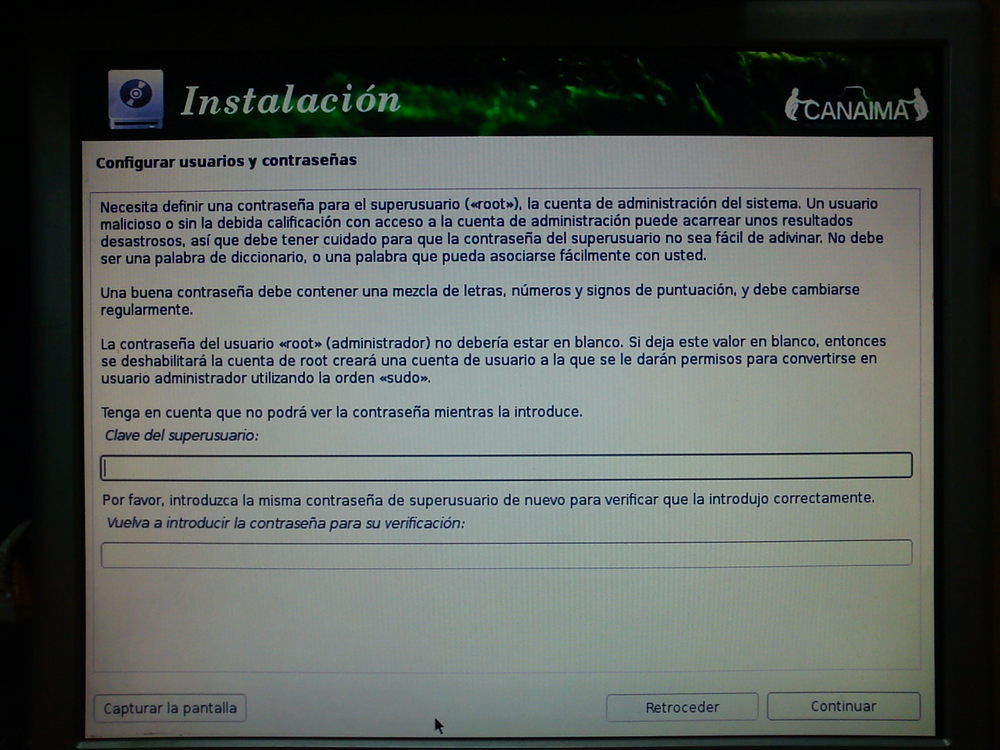 Instalación
CANAIMA
Configurar usuarios y contraseñas
Necesita definir una contraseña para el superusuario («root»), la cuenta de administración del sistema. Un usuario
malicioso o sin la debida calificación con acceso a la cuenta de administración puede acarrear unos resultados
desastrosos, así que debe tener cuidado para que la contraseña del superusuario no sea fácil de adivinar. No debe
ser una palabra de diccionario, o una palabra que pueda asociarse fácilmente con usted.
Una buena contraseña debe contener una mezcla de letras, números y signos de puntuación, y debe cambiarse
regularmente.
La contraseña del usuario «root» (administrador) no debería estar en blanco. Si deja este valor en blanco, entonces
se deshabilitará la cuenta de root creará una cuenta de usuario a la que se le darán permisos para convertirse en
usuario administrador utilizando la orden «sudo».
Tenga en cuenta que no podrá ver la contraseña mientras la introduce.
Clave del superusuario:
Por favor, introduzca la misma contraseña de superusuario de nuevo para verificar que la introdujo correctamente.
Vuelva a introducir la contraseña para su verificación:
Capturar la pantalla
Retroceder
Continuar